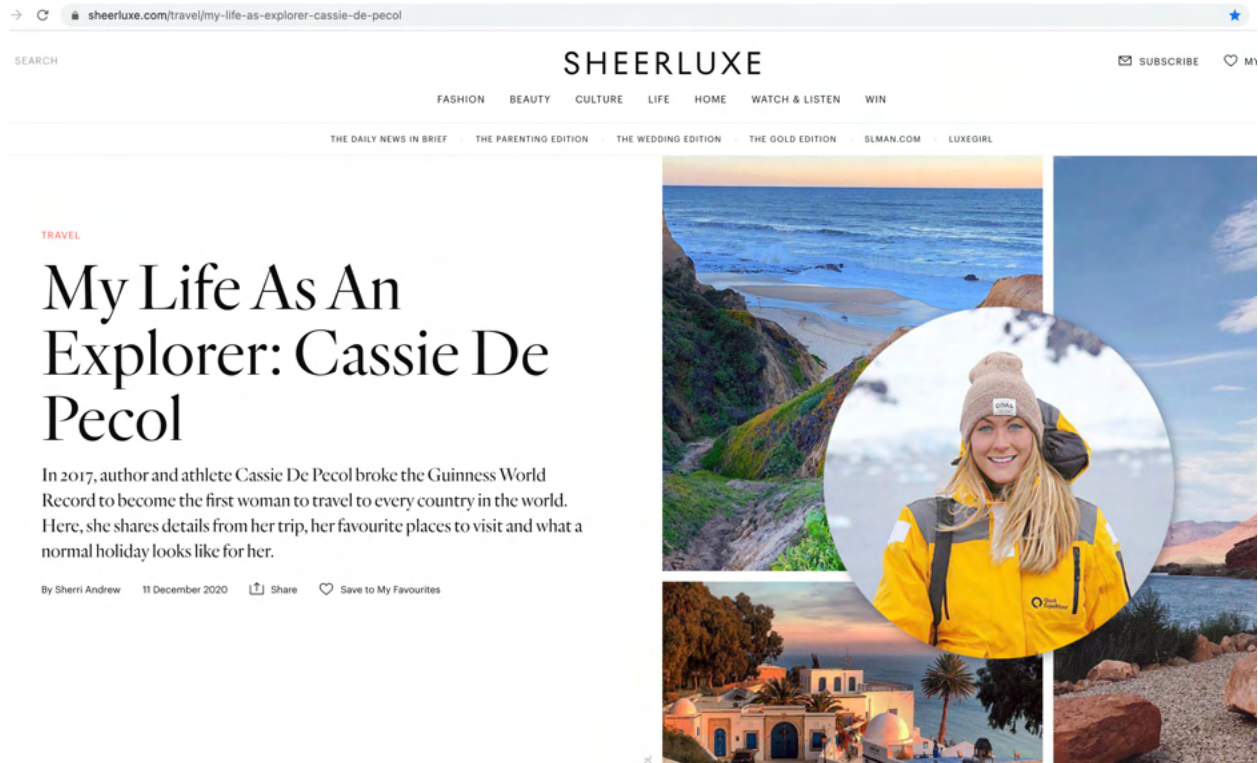 sheerluxe.com/travel/my-life-as-explorer-cassie-de-pecol
SEARCH
SHEERLUXE
SUBSCRIBE
MY
FASHION BEAUTY CULTURE LIFE HOME WATCH & LISTEN WIN
THE DAILY NEWS IN BRIEF THE PARENTING EDITION THE WEDDING EDITION THE GOLD EDITION SLMAN.COM LUXEGIRL
TRAVEL
My Life As An
Explorer: Cassie De
Pecol
In 2017, author and athlete Cassie De Pecol broke the Guinness World
Record to become the first woman to travel to every country in the world.
Here, she shares details from her trip, her favourite places to visit and what a
normal holiday looks like for her.
By Sherri Andrew 11 December 2020 Share Save to My Favourites
COAL
Quark
Expeditions